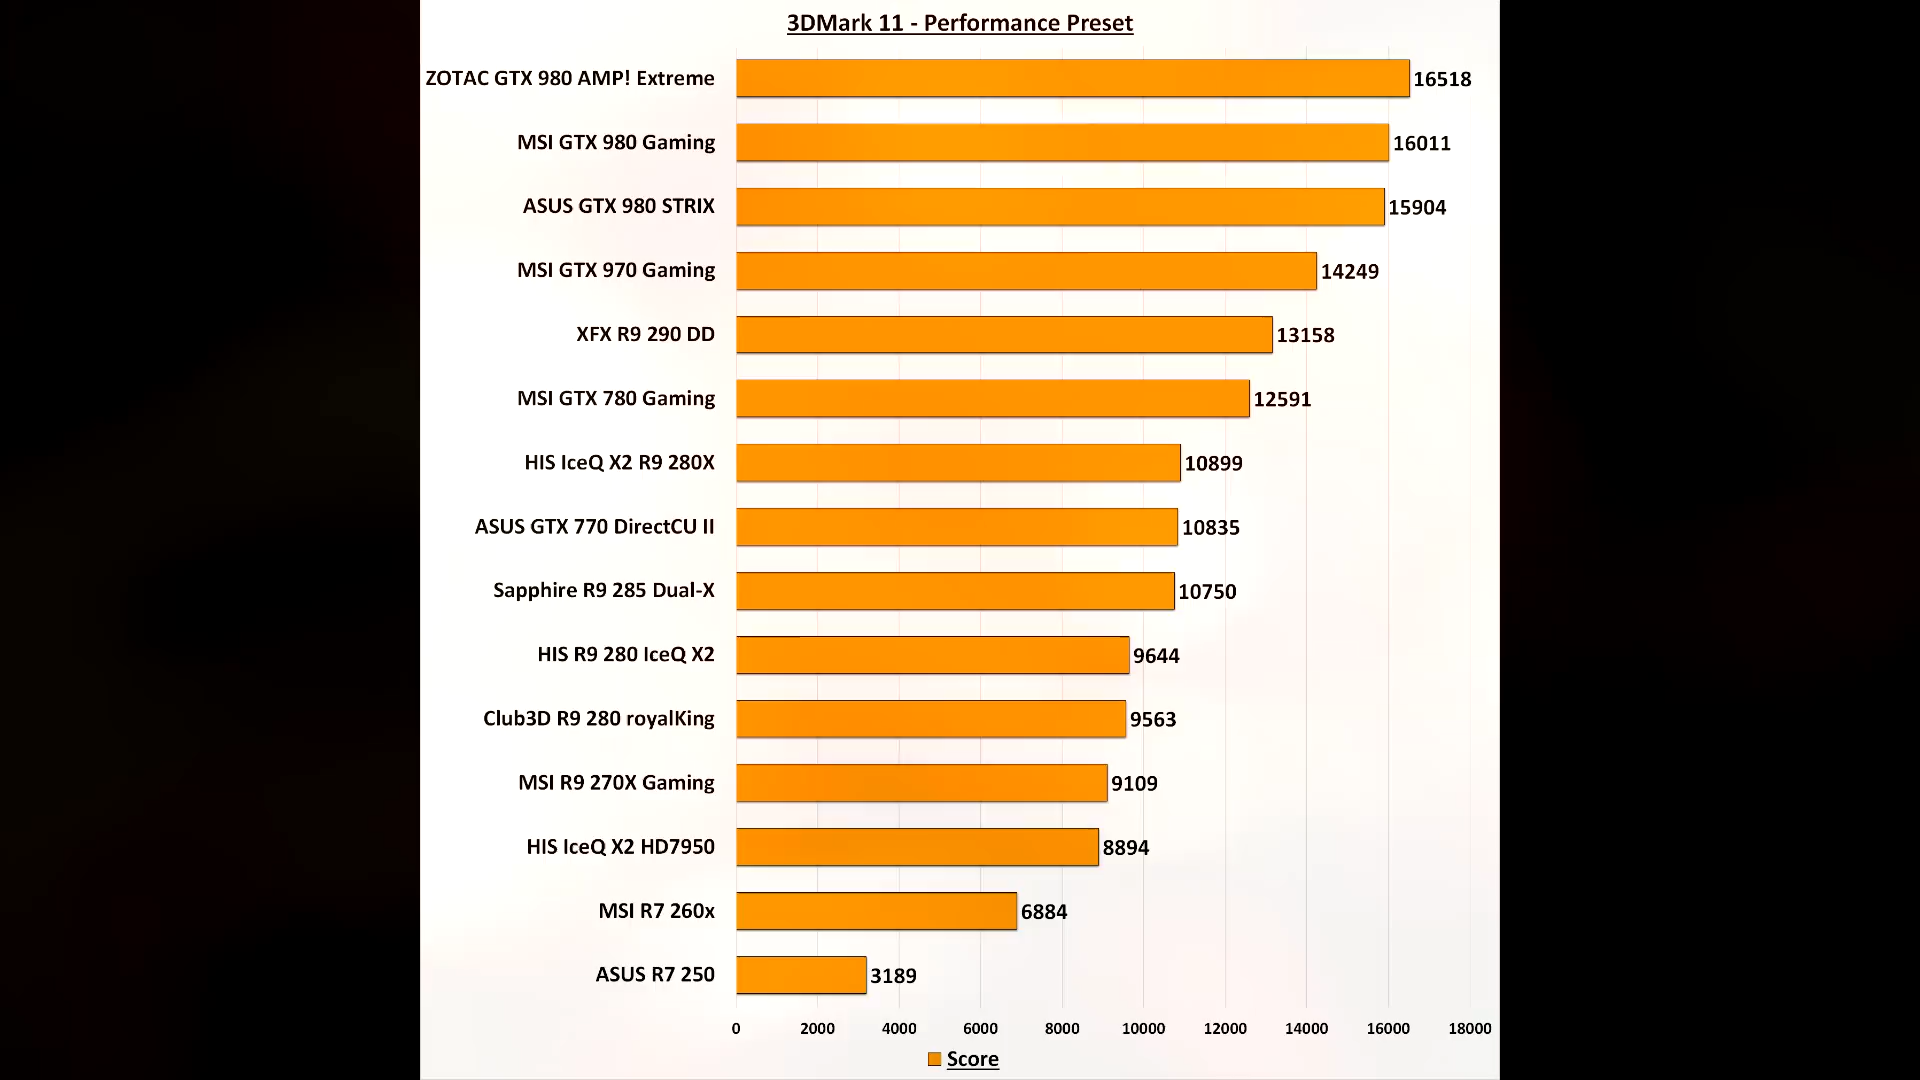 3DMark 11 - Performance Preset
ZOTAC GTX 980 AMP! Extreme 16518
MSI GTX 980 Gaming 16011
ASUS GTX 980 STRIX 15904
MSI GTX 970 Gaming 14249
XFX R9 290 DD 13158
MSI GTX 780 Gaming 12591
HIS IceQ X2 R9 280X 10899
ASUS GTX 770 DirectCU II 10835
Sapphire R9 285 Dual-X 10750
HIS R9 280 IceQ X2 9644
Club3D R9 280 royalKing 9563
MSI R9 270X Gaming 9109
HIS IceQ X2 HD7950 8894
MSI R7 260x 6884
ASUS R7 250 3189
0 2000 4000 6000 8000 10000 12000 14000 16000 18000
Score